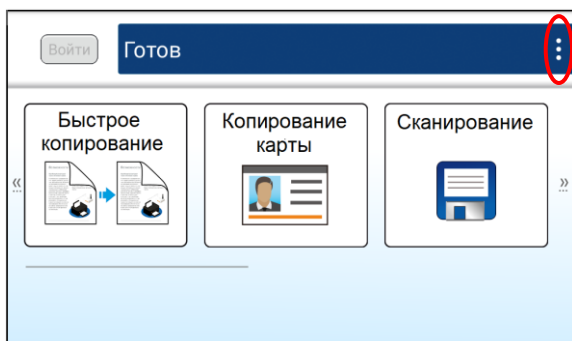 Войти
Готов
Быстрое
копирование
Копирование
карты
Сканирование
«
»